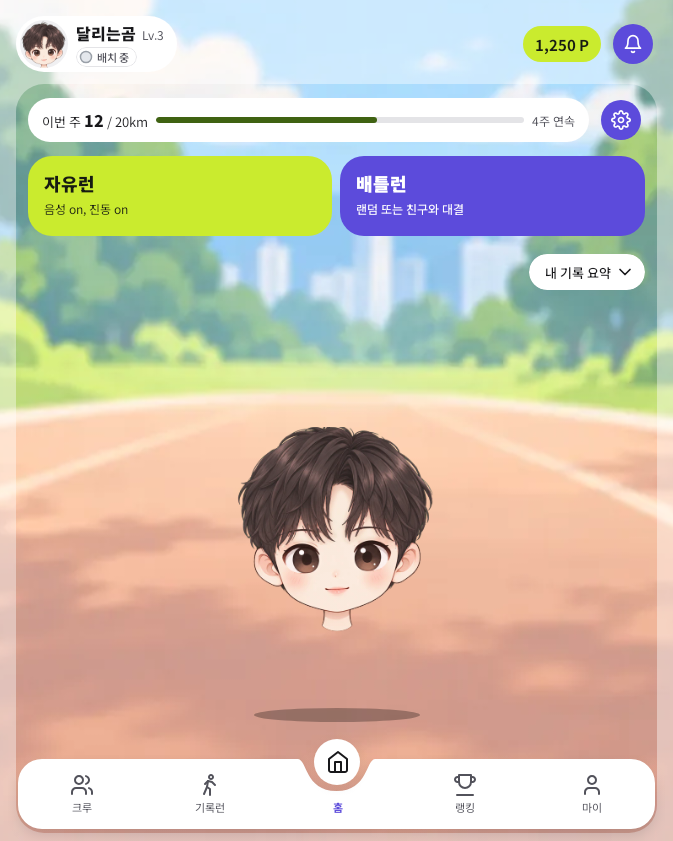 달리는곰 Lv.3
배치 중
1,250 P
이번 주 12 / 20km
4주 연속
자유런
음성 on, 진동 on
배틀런
랜덤 또는 친구와 대결
내 기록 요약
크루
기록런
홈
랭킹
마이